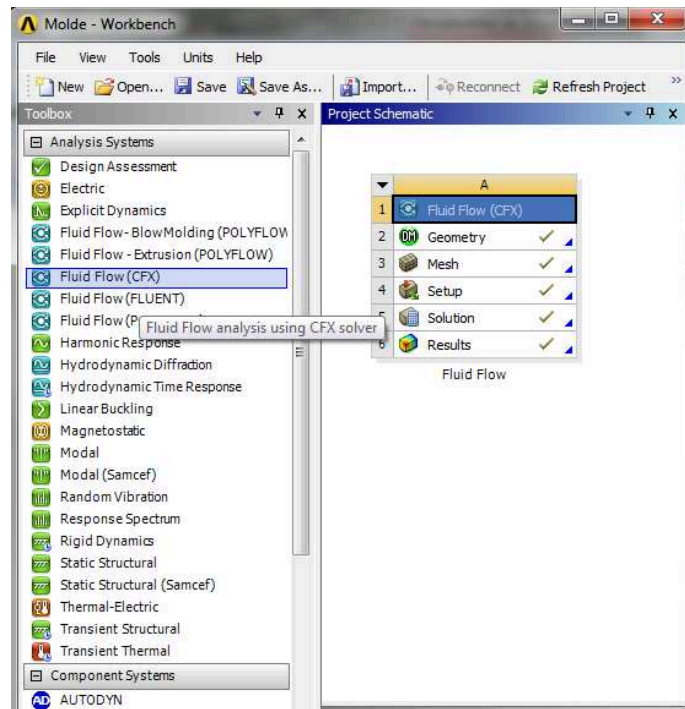 Molde - Workbench
File View Tools Units Help
New Open... Save Save As... Import... Reconnect Refresh Project »
Toolbox
Project Schematic
Analysis Systems
Design Assessment
Electric
Explicit Dynamics
Fluid Flow- BlowMolding (POLYFLOW
Fluid Flow - Extrusion (POLYFLOW)
Fluid Flow (CFX)
Fluid Flow (FLUENT)
Fluid Flow (P
Fluid Flow analysis using CFX solver
Harmonic Response
Hydrodynamic Diffraction
Hydrodynamic Time Response
Linear Buckling
Magnetostatic
Modal
Modal (Samcef)
Random Vibration
Response Spectrum
Rigid Dynamics
Static Structural
Static Structural (Samcef)
Thermal-Electric
Transient Structural
Transient Thermal
Component Systems
AUTODYN
A
1 Fluid Flow (CFX)
2 DM Geometry
3 Mesh
4 Setup
Solution
6 Results
Fluid Flow